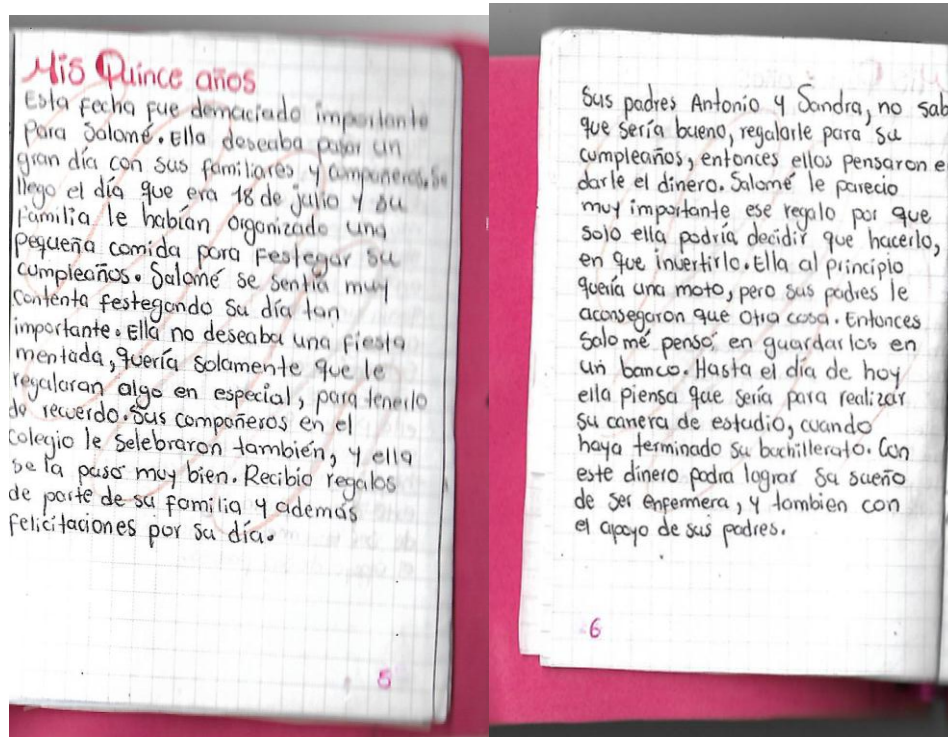 Mis Quince años
Esta fecha fue demaciado importante
para Salomé. Ella deseaba pasar un
gran día con sus familiares y compañeros. Se
llego el día que era 18 de julio y su
familia le habían organizado una
pequeña comida para festegar su
cumpleaños. Salomé se sentía muy
contenta festegando su día tan
importante. Ella no deseaba una fiesta
mentada, quería solamente que le
regalaran algo en especial, para tenerlo
de recuerdo. Sus compañeros en el
colegio le selebraron también, y ella
se la paso muy bien. Recibio regalos
de parte de su familia y además
felicitaciones por su día.
5
Sus padres Antonio y Sandra, no sab
que sería bueno, regalarle para su
cumpleaños, entonces ellos pensaron e
darle el dinero. Salomé le parecio
muy importante ese regalo por que
solo ella podría decidir que hacerlo,
en que invertirlo. Ella al principio
quería una moto, pero sus padres le
aconsegaron que otra cosa. Entonces
Salomé penso, en guardarlos en
un banco. Hasta el día de hoy
ella piensa que sería para realizar
su carrera de estudio, cuando
haya terminado su bachillerato. Con
este dinero podra lograr su sueño
de ser enfermera, y tambien con
el apoyo de sus padres.
6